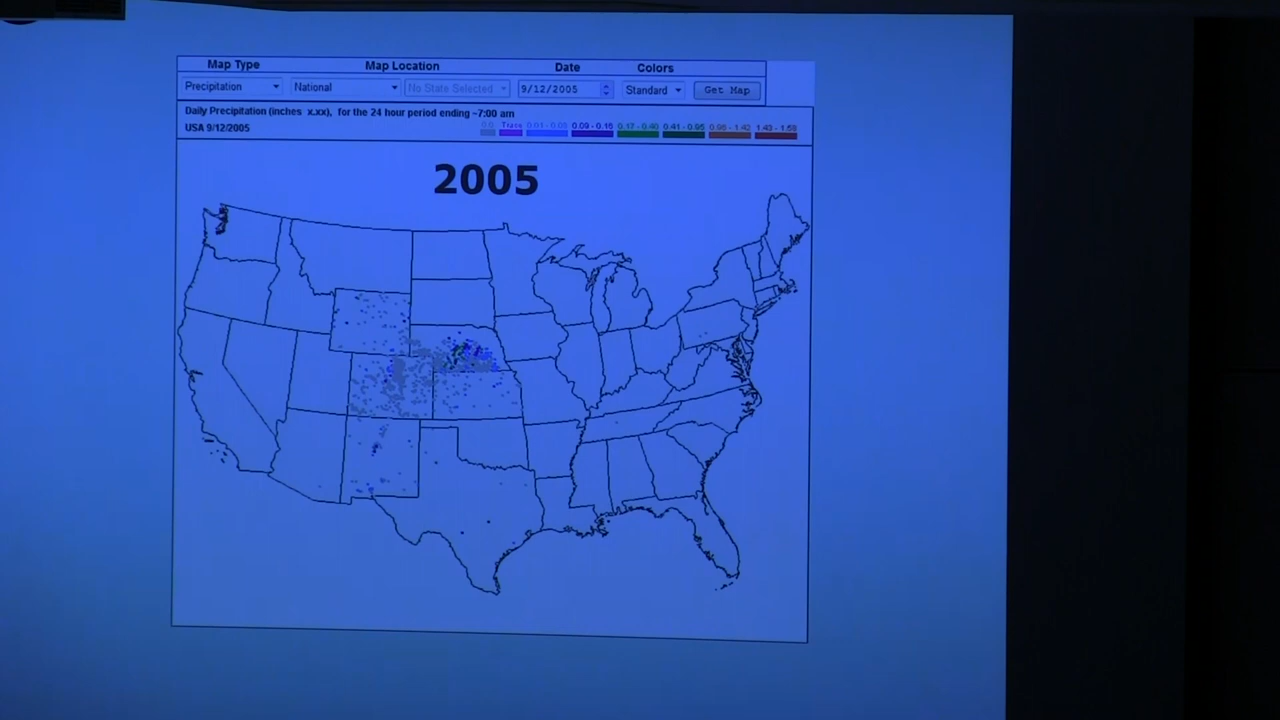 Map Type Map Location Date Colors
Precipitation National No State Selected 9/12/2005 Standard Get Map
Daily Precipitation (inches x.xx), for the 24 hour period ending ~7:00 am
USA 9/12/2005
0.0 Trace 0.01 - 0.08 0.09 - 0.16 0.17 - 0.40 0.41 - 0.95 0.96 - 1.42 1.43 - 1.58
2005